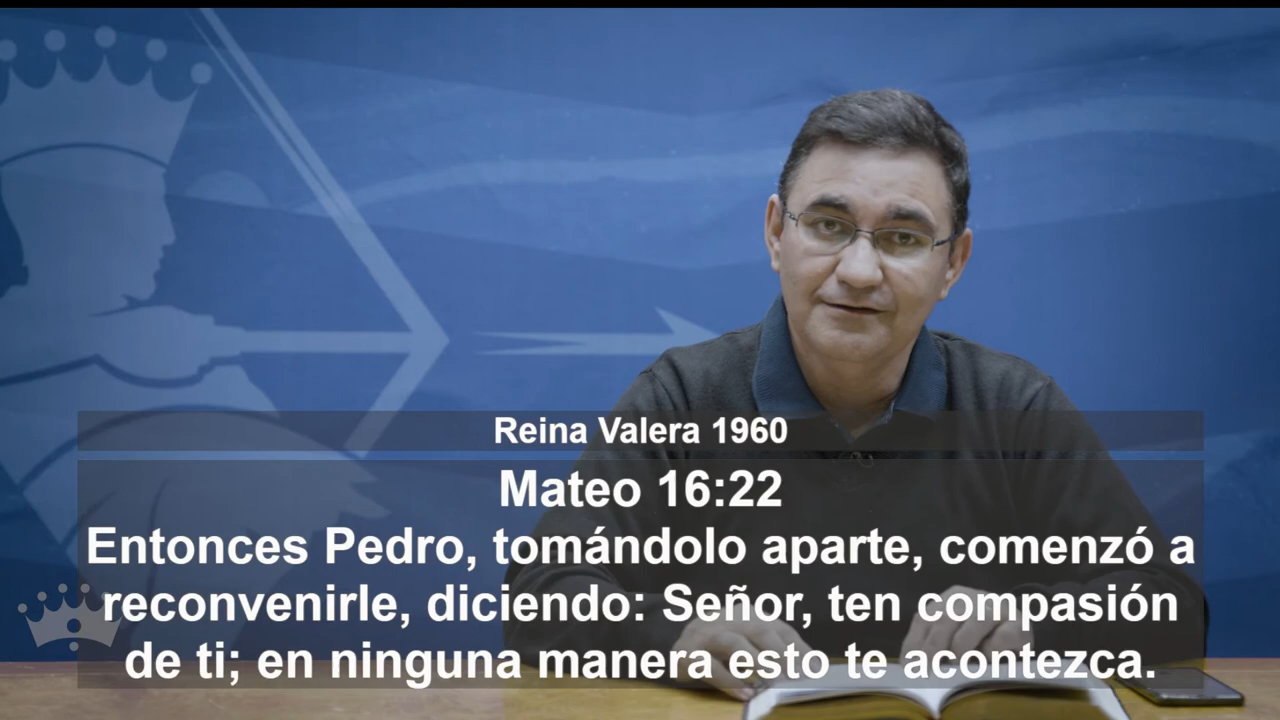 Reina Valera 1960
Mateo 16:22
Entonces Pedro, tomándolo aparte, comenzó a
reconvenirle, diciendo: Señor, ten compasión
de ti; en ninguna manera esto te acontezca.